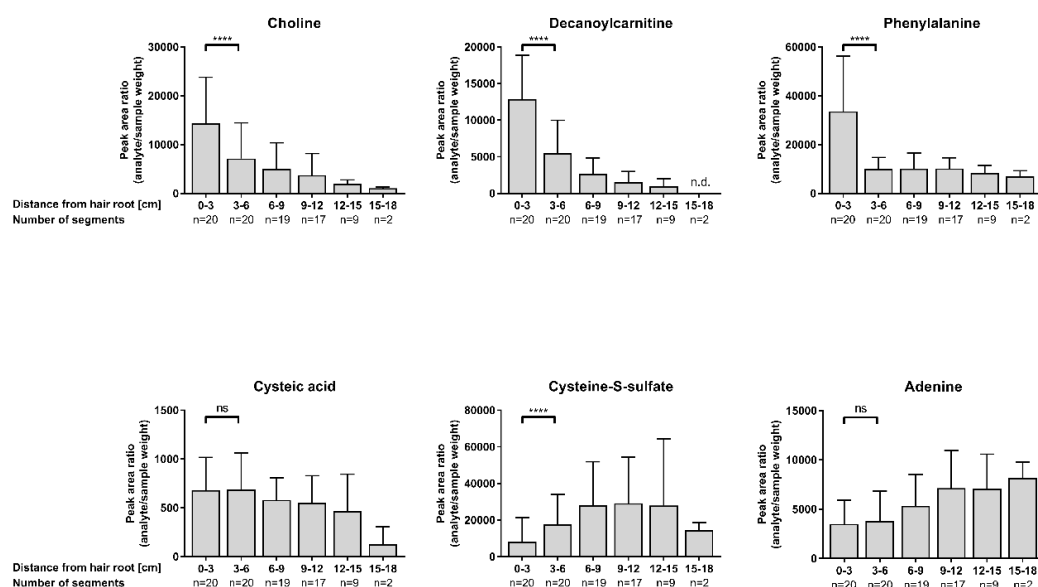 Choline
Peak area ratio
(analyte/sample weight)
30000
20000
10000
0
****
Distance from hair root [cm] 0-3 3-6 6-9 9-12 12-15 15-18
Number of segments n=20 n=20 n=19 n=17 n=9 n=2
Decanoylcarnitine
Peak area ratio
(analyte/sample weight)
20000
15000
10000
5000
0
****
n.d.
0-3 3-6 6-9 9-12 12-15 15-18
n=20 n=20 n=19 n=17 n=9 n=2
Phenylalanine
Peak area ratio
(analyte/sample weight)
60000
40000
20000
0
****
0-3 3-6 6-9 9-12 12-15 15-18
n=20 n=20 n=19 n=17 n=9 n=2
Cysteic acid
Peak area ratio
(analyte/sample weight)
1500
1000
500
0
ns
Distance from hair root [cm] 0-3 3-6 6-9 9-12 12-15 15-18
Number of segments n=20 n=20 n=19 n=17 n=9 n=2
Cysteine-S-sulfate
Peak area ratio
(analyte/sample weight)
80000
60000
40000
20000
0
****
0-3 3-6 6-9 9-12 12-15 15-18
n=20 n=20 n=19 n=17 n=9 n=2
Adenine
Peak area ratio
(analyte/sample weight)
15000
10000
5000
0
ns
0-3 3-6 6-9 9-12 12-15 15-18
n=20 n=20 n=19 n=17 n=9 n=2